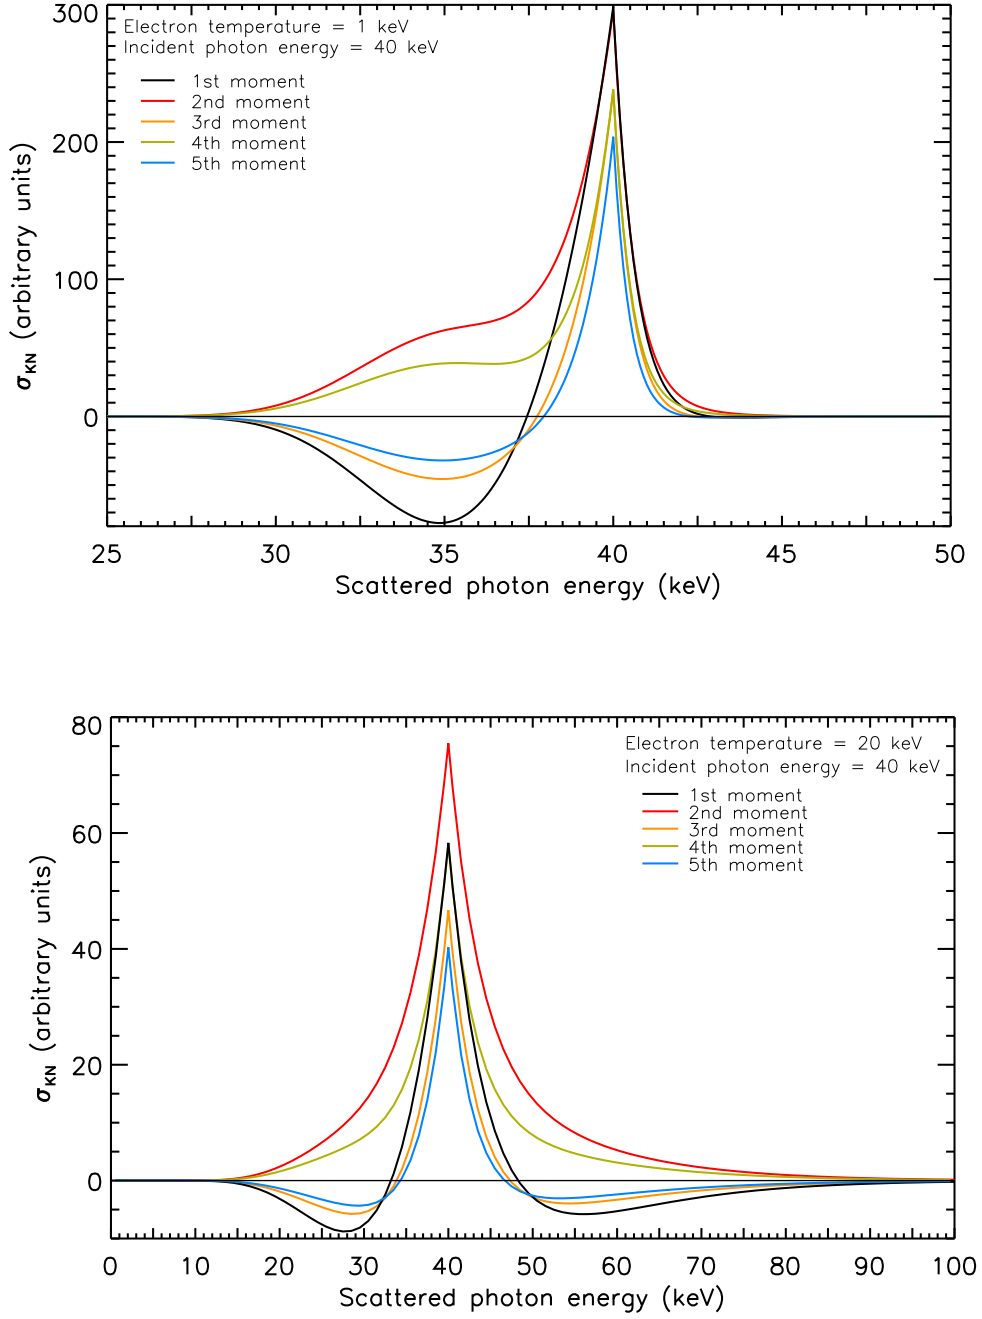 300
200
100
0
σKN (arbitrary units)
Electron temperature = 1 keV
Incident photon energy = 40 keV
1st moment
2nd moment
3rd moment
4th moment
5th moment
25 30 35 40 45 50
Scattered photon energy (keV)
80
60
40
20
0
σKN (arbitrary units)
Electron temperature = 20 keV
Incident photon energy = 40 keV
1st moment
2nd moment
3rd moment
4th moment
5th moment
0 10 20 30 40 50 60 70 80 90 100
Scattered photon energy (keV)